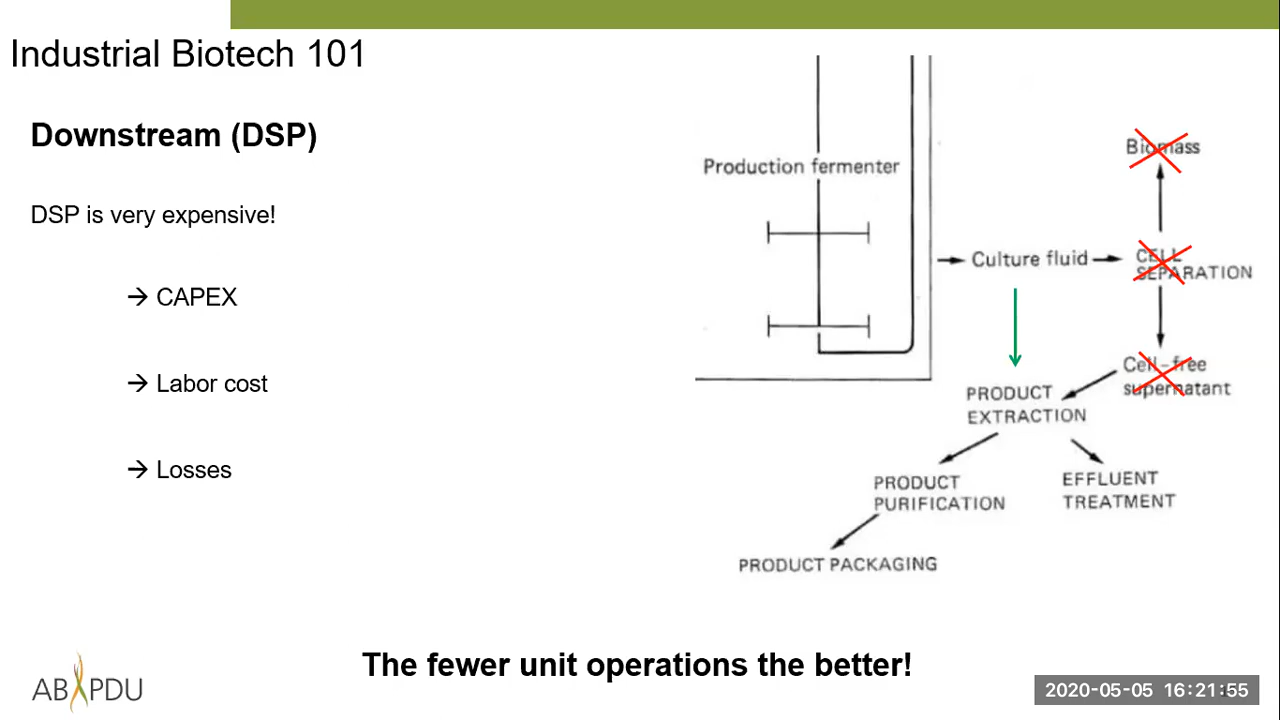 Industrial Biotech 101
Downstream (DSP)
DSP is very expensive!
→ CAPEX
→ Labor cost
→ Losses
Production fermenter
Biomass
Culture fluid
CELL
SEPARATION
Cell-free
supernatant
PRODUCT
EXTRACTION
PRODUCT
PURIFICATION
EFFLUENT
TREATMENT
PRODUCT PACKAGING
The fewer unit operations the better!
AB PDU
2020-05-05 16:21:55